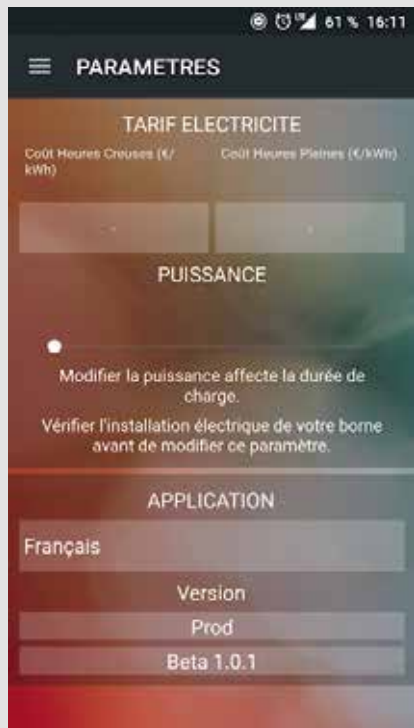 61 % 16:11
PARAMETRES
TARIF ELECTRICITE
Coût Heures Creuses (€/
kWh)
Coût Heures Pleines (€/kWh)
-
-
PUISSANCE
Modifier la puissance affecte la durée de
charge.
Vérifier l'installation électrique de votre borne
avant de modifier ce paramètre.
APPLICATION
Français
Version
Prod
Beta 1.0.1